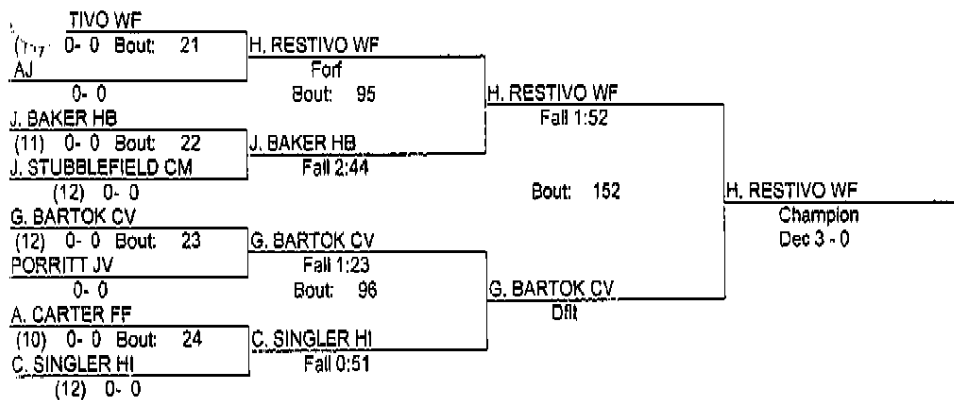 TIVO WF
0- 0 Bout: 21
AJ
0- 0
J. BAKER HB
(11) 0- 0 Bout: 22
J. STUBBLEFIELD CM
(12) 0- 0
G. BARTOK CV
(12) 0- 0 Bout: 23
PORRITT JV
0- 0
A. CARTER FF
(10) 0- 0 Bout: 24
C. SINGLER HI
(12) 0- 0
H. RESTIVO WF
Forf
Bout: 95
J. BAKER HB
Fall 2:44
G. BARTOK CV
Fall 1:23
Bout: 96
C. SINGLER HI
Fall 0:51
H. RESTIVO WF
Fall 1:52
Bout: 152
G. BARTOK CV
Dflt
H. RESTIVO WF
Champion
Dec 3 - 0